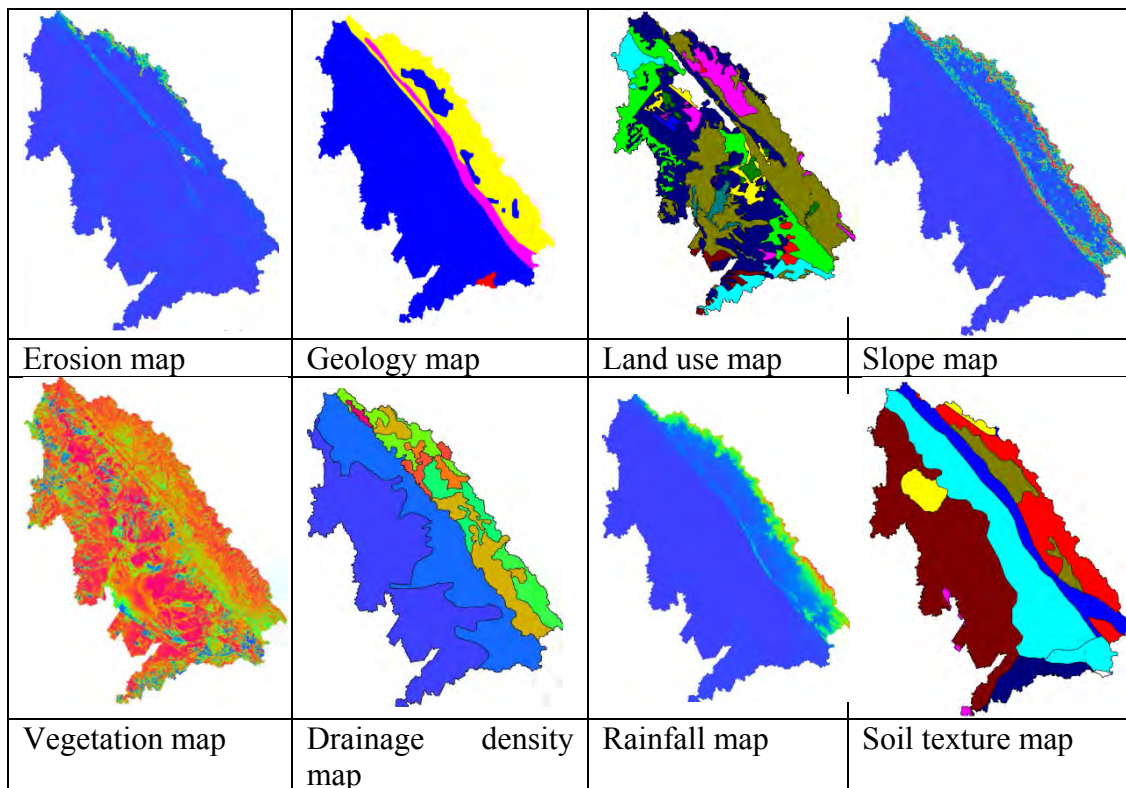 Erosion map
Geology map
Land use map
Slope map
Vegetation map
Drainage density
map
Rainfall map
Soil texture map